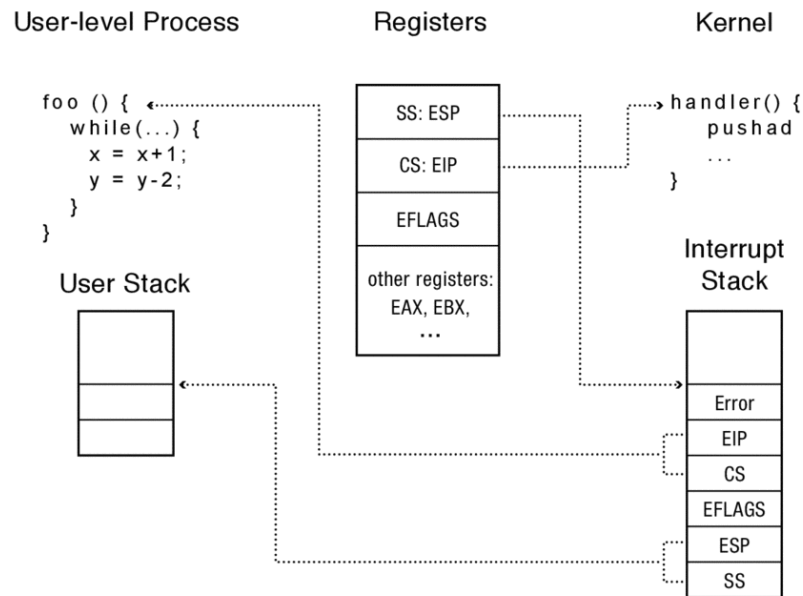 User-level Process
Registers
Kernel
foo () {
while(...) {
x = x+1;
y = y-2;
}
}
SS: ESP
CS: EIP
EFLAGS
other registers:
EAX, EBX,
...
handler() {
pushad
...
}
User Stack
Interrupt
Stack
Error
EIP
CS
EFLAGS
ESP
SS